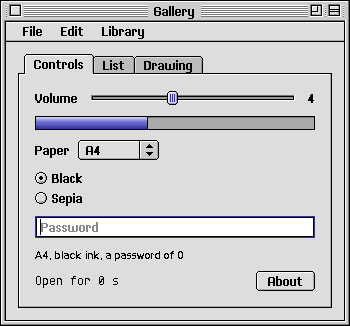 Gallery
File Edit Library
Controls List Drawing
Volume 4
Paper A4
Black
Sepia
Password
A4, black ink, a password of 0
Open for 0 s About